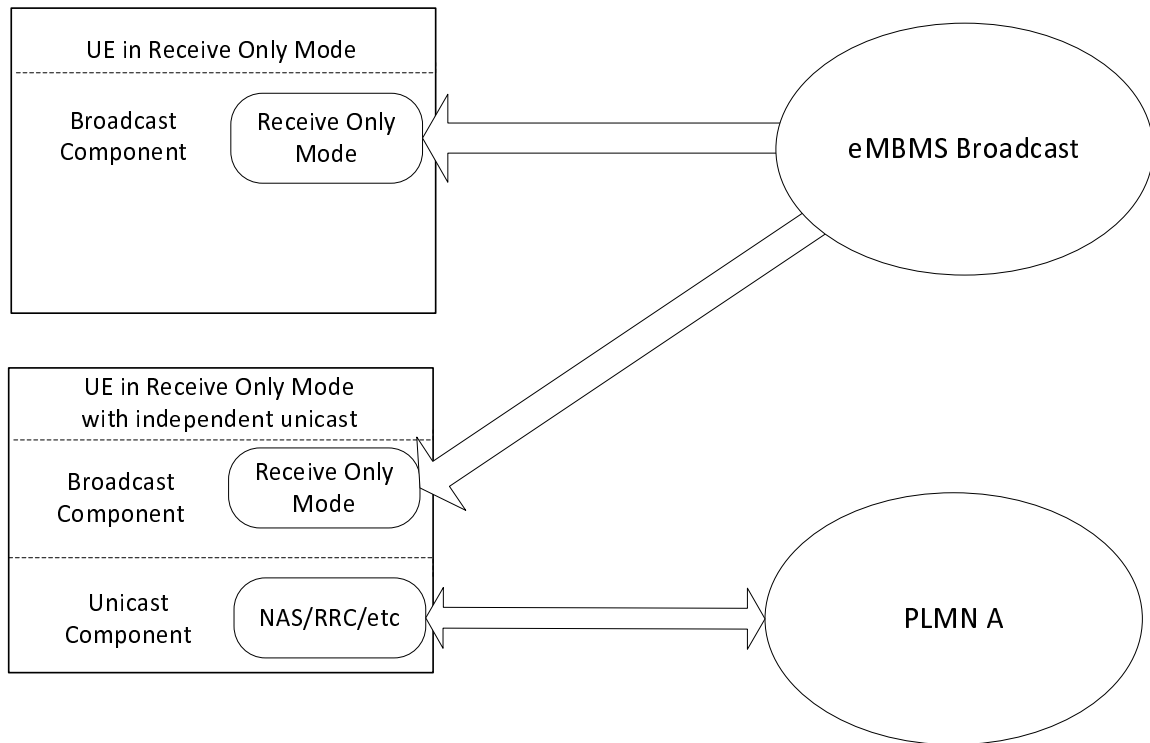 UE in Receive Only Mode
Broadcast
Component
Receive Only
Mode
eMBMS Broadcast
UE in Receive Only Mode
with independent unicast
Broadcast
Component
Receive Only
Mode
Unicast
Component
NAS/RRC/etc
PLMN A